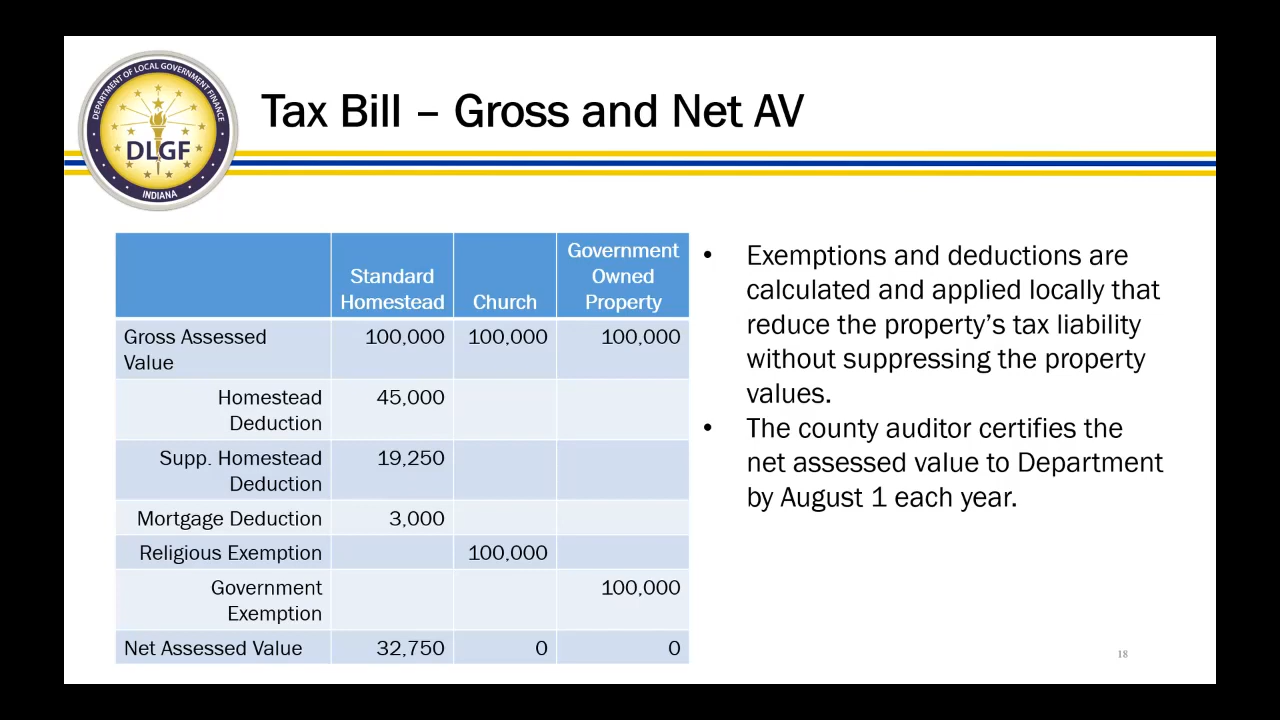 DEPARTMENT OF LOCAL GOVERNMENT FINANCE
DLGF
INDIANA
Tax Bill – Gross and Net AV
Standard Homestead Church Government Owned Property
Gross Assessed Value 100,000 100,000 100,000
Homestead Deduction 45,000
Supp. Homestead Deduction 19,250
Mortgage Deduction 3,000
Religious Exemption 100,000
Government Exemption 100,000
Net Assessed Value 32,750 0 0
• Exemptions and deductions are
calculated and applied locally that
reduce the property's tax liability
without suppressing the property
values.
• The county auditor certifies the
net assessed value to Department
by August 1 each year.
18